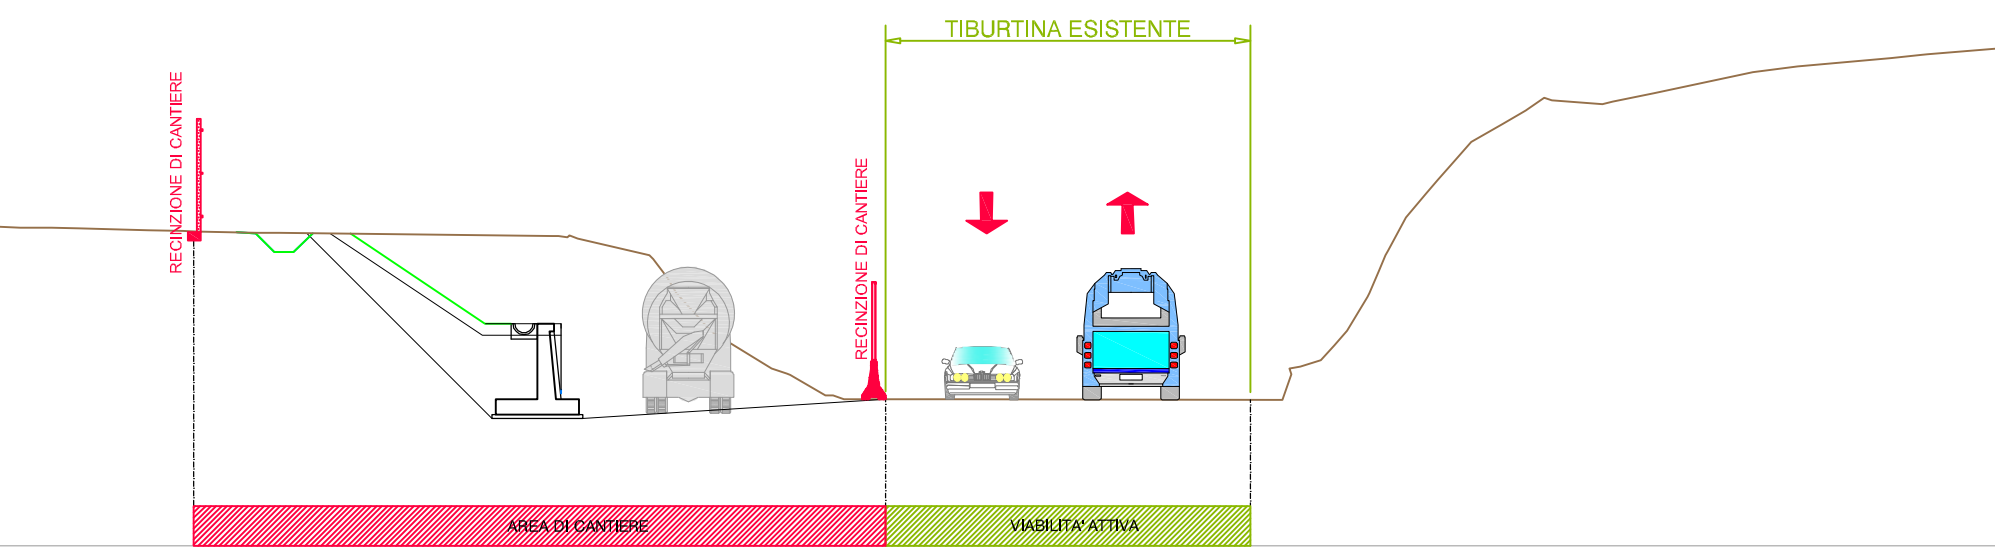 TIBURTINA ESISTENTE
RECINZIONE DI CANTIERE
RECINZIONE DI CANTIERE
AREA DI CANTIERE
VIABILITA' ATTIVA